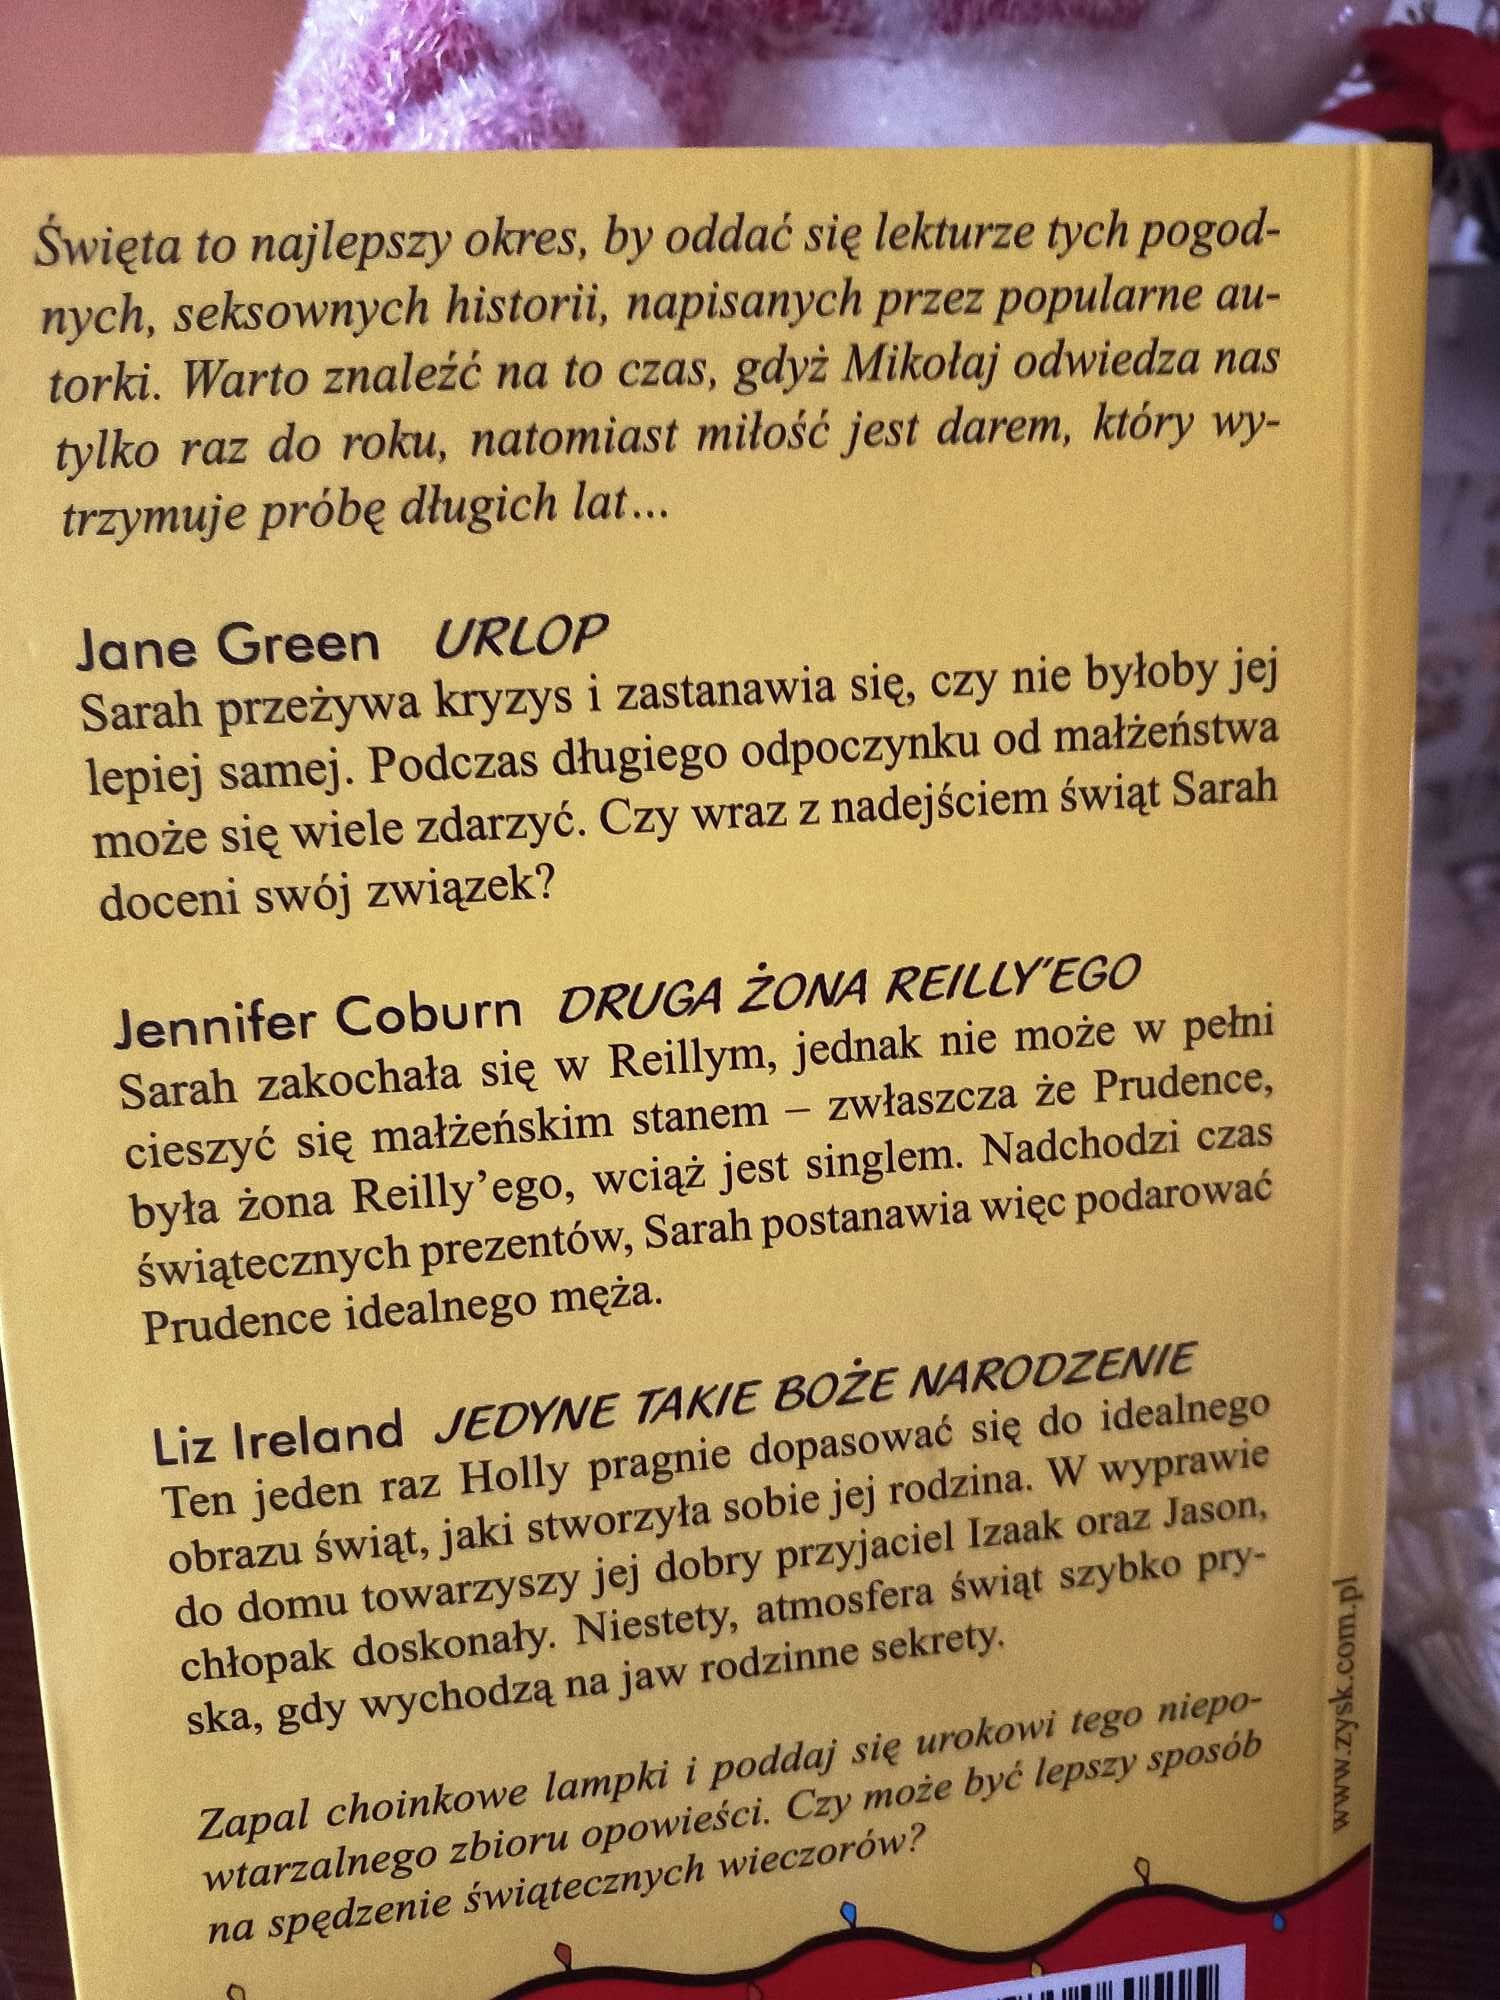 Święta to najlepszy okres, by oddać się lekturze tych pogod-
nych, seksownych historii, napisanych przez popularne au-
torki. Warto znaleźć na to czas, gdyż Mikołaj odwiedza nas
tylko raz do roku, natomiast miłość jest darem, który wy-
trzymuje próbę długich lat...
Jane Green URLOP
Sarah przeżywa kryzys i zastanawia się, czy nie byłoby jej
lepiej samej. Podczas długiego odpoczynku od małżeństwa
może się wiele zdarzyć. Czy wraz z nadejściem świąt Sarah
doceni swój związek?
Jennifer Coburn DRUGA ŻONA REILLY'EGO
Sarah zakochała się w Reillym, jednak nie może w pełni
cieszyć się małżeńskim stanem – zwłaszcza że Prudence,
była żona Reilly'ego, wciąż jest singlem. Nadchodzi czas
świątecznych prezentów, Sarah postanawia więc podarować
Prudence idealnego męża.
Liz Ireland JEDYNE TAKIE BOŻE NARODZENIE
Ten jeden raz Holly pragnie dopasować się do idealnego
obrazu świąt, jaki stworzyła sobie jej rodzina. W wyprawie
do domu towarzyszy jej dobry przyjaciel Izaak oraz Jason,
chłopak doskonały. Niestety, atmosfera świąt szybko pry-
ska, gdy wychodzą na jaw rodzinne sekrety.
Zapal choinkowe lampki i poddaj się urokowi tego niepo-
wtarzalnego zbioru opowieści. Czy może być lepszy sposób
na spędzenie świątecznych wieczorów?
www.zysk.com.pl